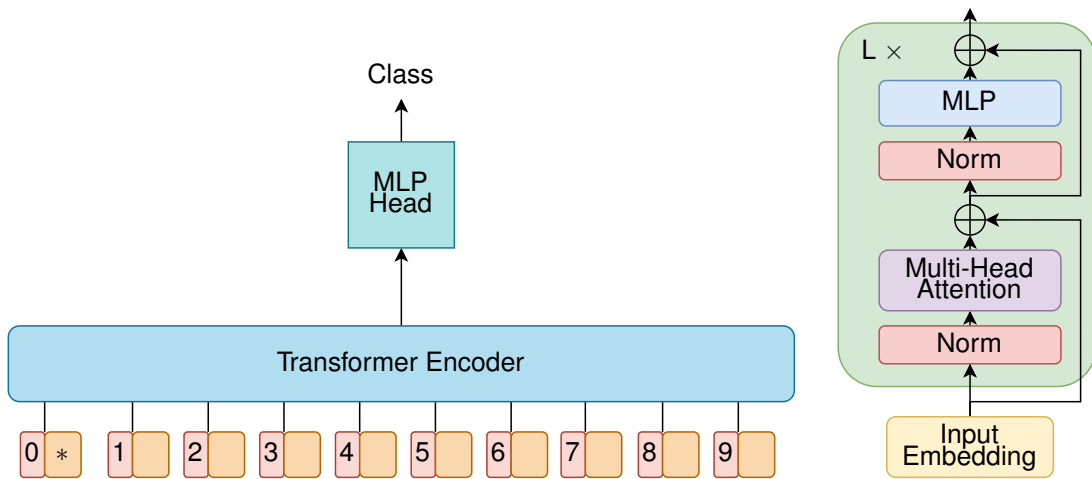 Class
MLP
Head
Transformer Encoder
0 * 1 2 3 4 5 6 7 8 9
L ×
MLP
Norm
Multi-Head
Attention
Norm
Input
Embedding